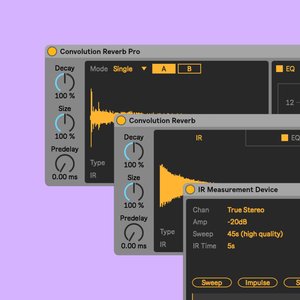 Convolution Reverb Pro
Decay
100 %
Size
100 %
Predelay
0.00 ms
Mode Single A B
EQ
12
Type
IR
Convolution Reverb
Decay
100 %
Size
100 %
Predelay
0.00 ms
IR
EQ
Type
IR
IR Measurement Device
Chan True Stereo
Amp -20dB
Sweep 45s (high quality)
IR Time 5s
Sweep Impulse S